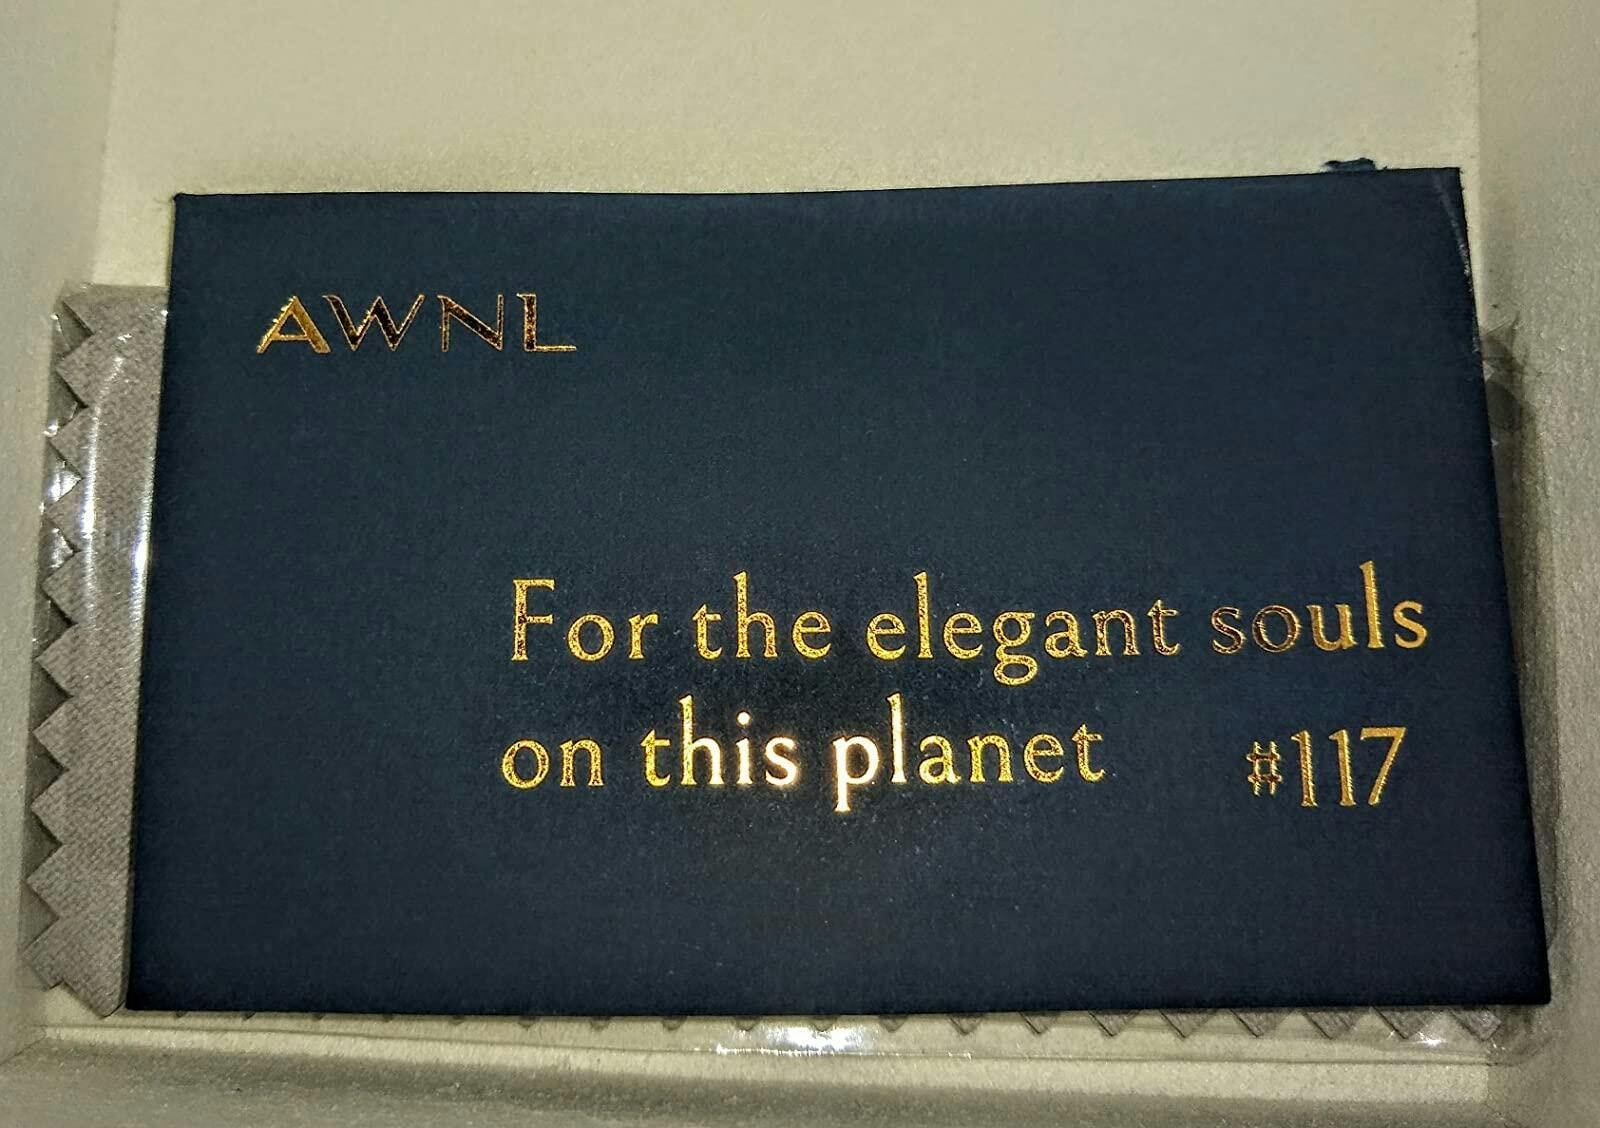 AWNL
For the elegant souls
on this planet #117